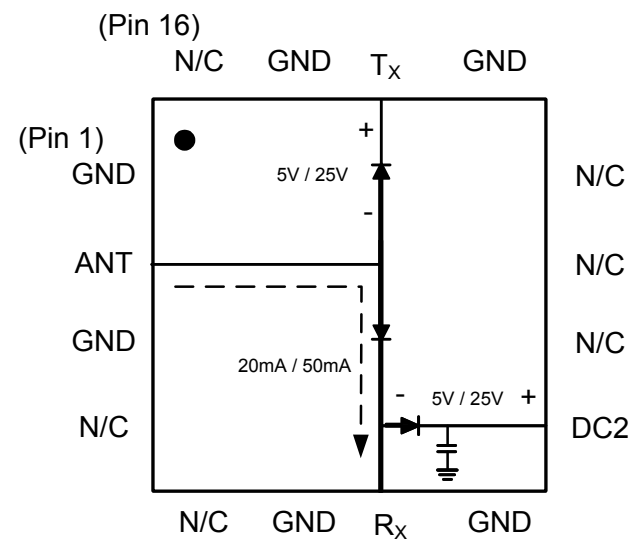 (Pin 16)
N/C GND TX GND
(Pin 1)
GND
ANT
GND
N/C
+
5V / 25V
-
20mA / 50mA
- 5V / 25V +
N/C
N/C
N/C
DC2
N/C GND RX GND